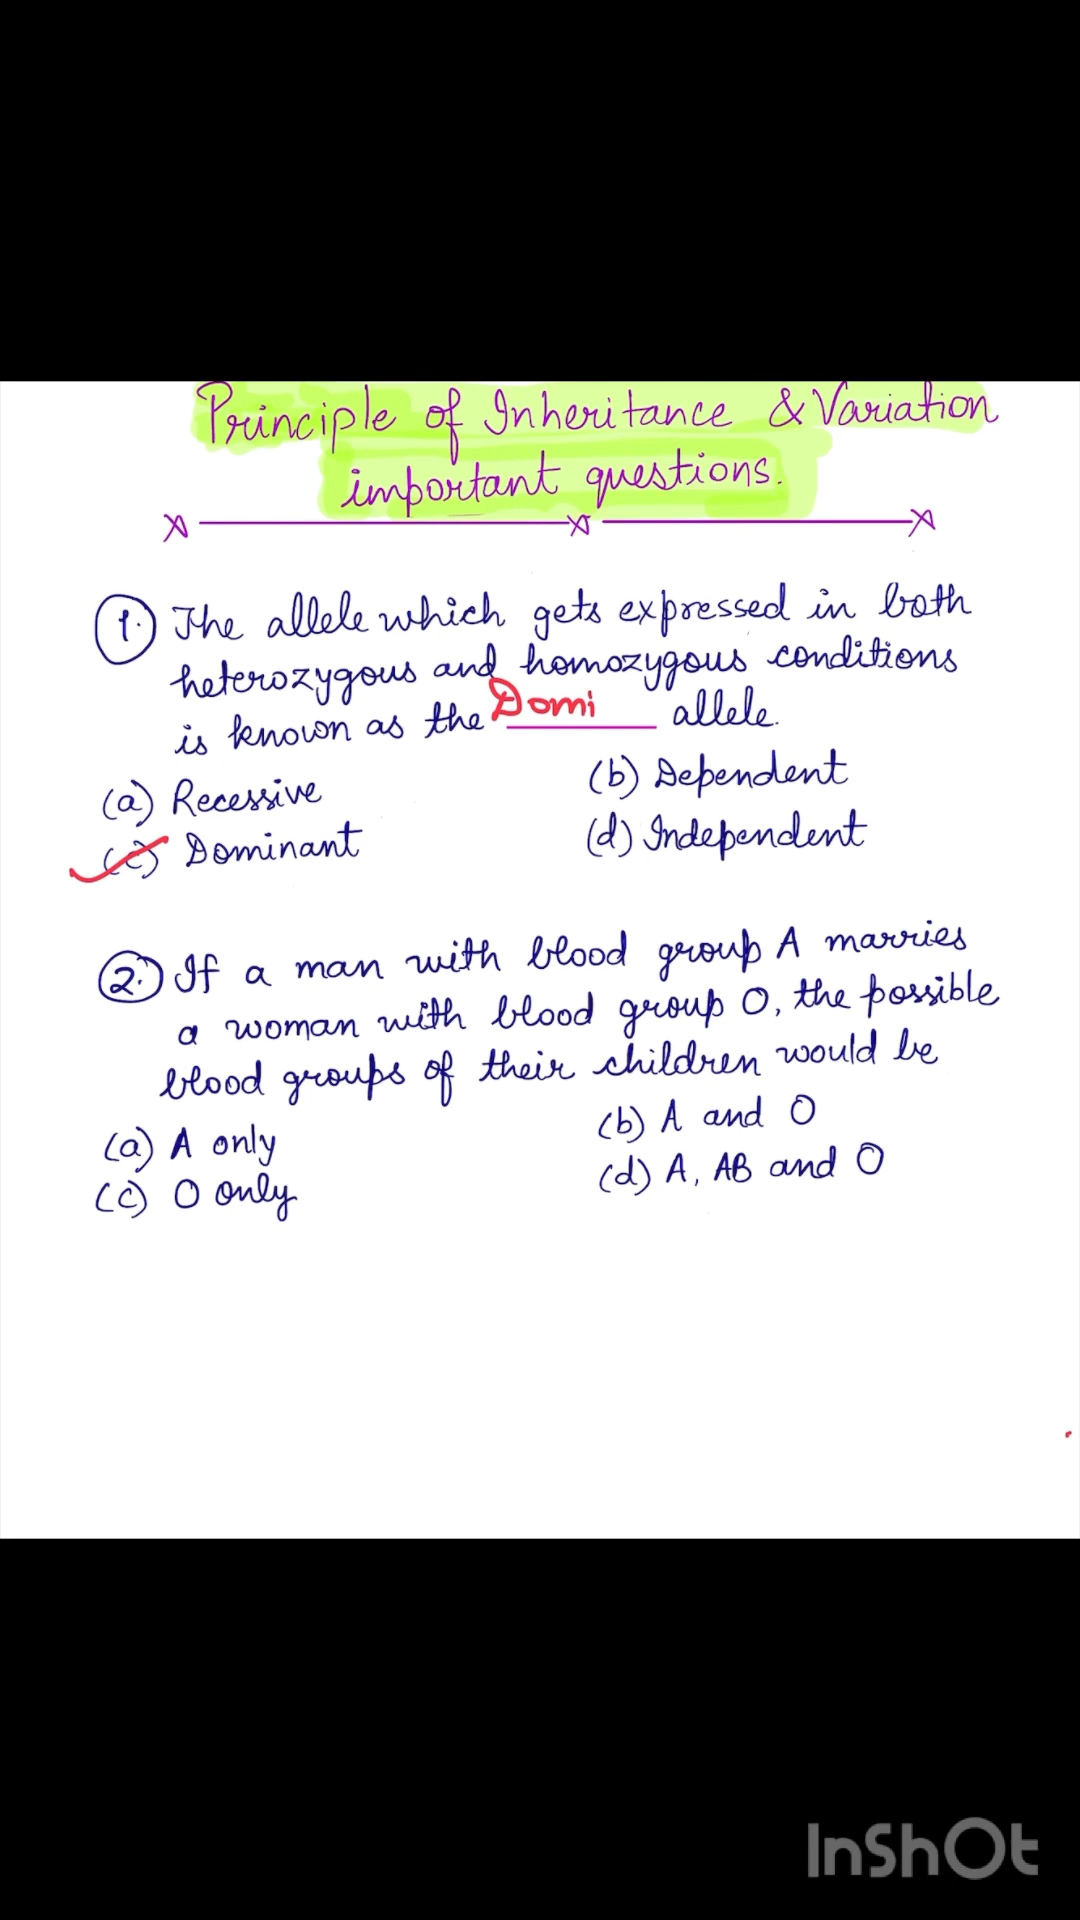 Principle of Inheritance & Variation
important questions.
1. The allele which gets expressed in both
heterozygous and homozygous conditions
is known as the Domi allele.
(a) Recessive (b) Dependent
(c) Dominant (d) Independent
2. If a man with blood group A marries
a woman with blood group O, the possible
blood groups of their children would be
(a) A only (b) A and O
(c) O only (d) A, AB and O
InShOt